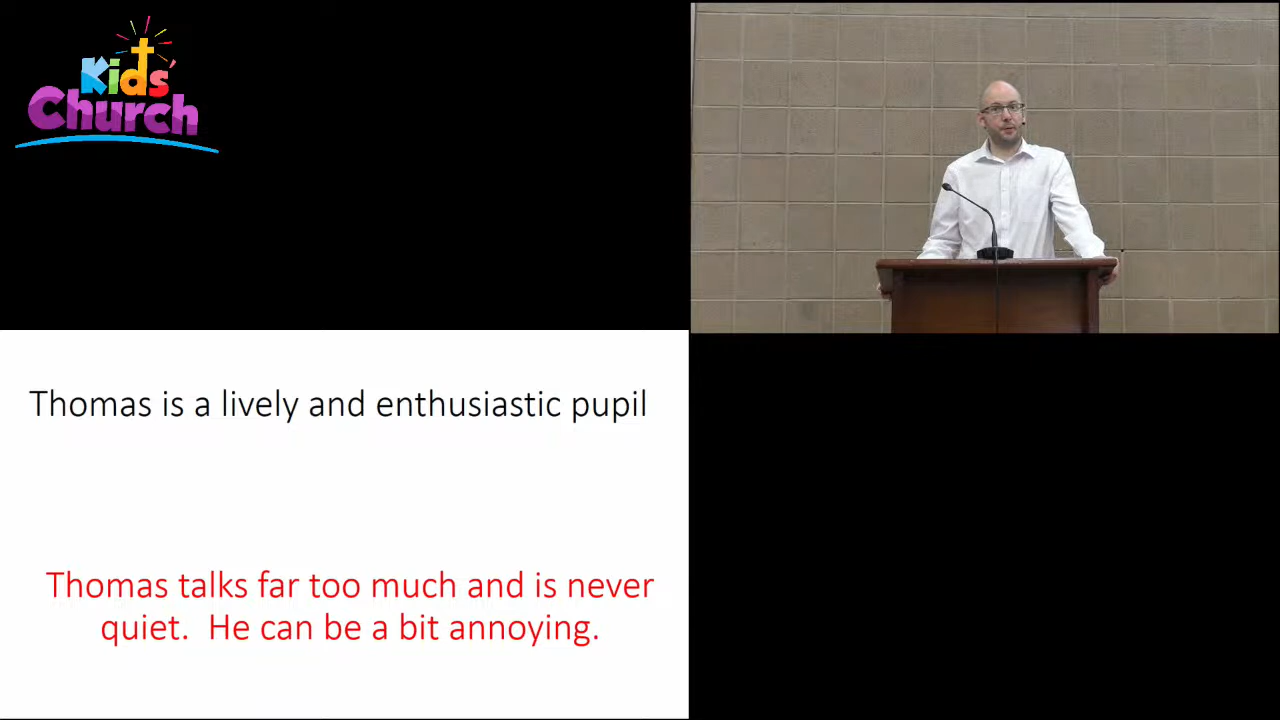 Kids'
Church
Thomas is a lively and enthusiastic pupil
Thomas talks far too much and is never
quiet.  He can be a bit annoying.